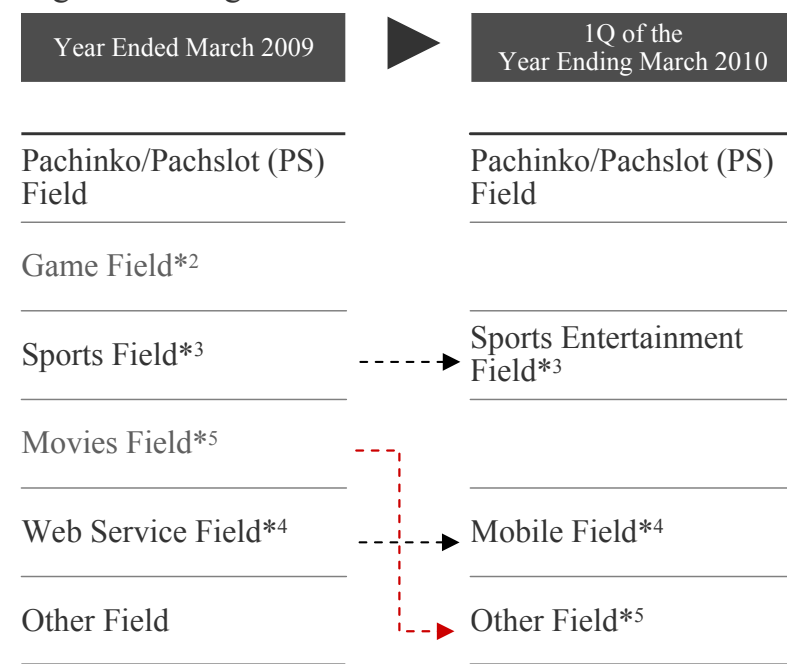 Year Ended March 2009
1Q of the
Year Ending March 2010
Pachinko/Pachslot (PS)
Field
Pachinko/Pachslot (PS)
Field
Game Field*2
Sports Field*3
Sports Entertainment
Field*3
Movies Field*5
Web Service Field*4
Mobile Field*4
Other Field
Other Field*5